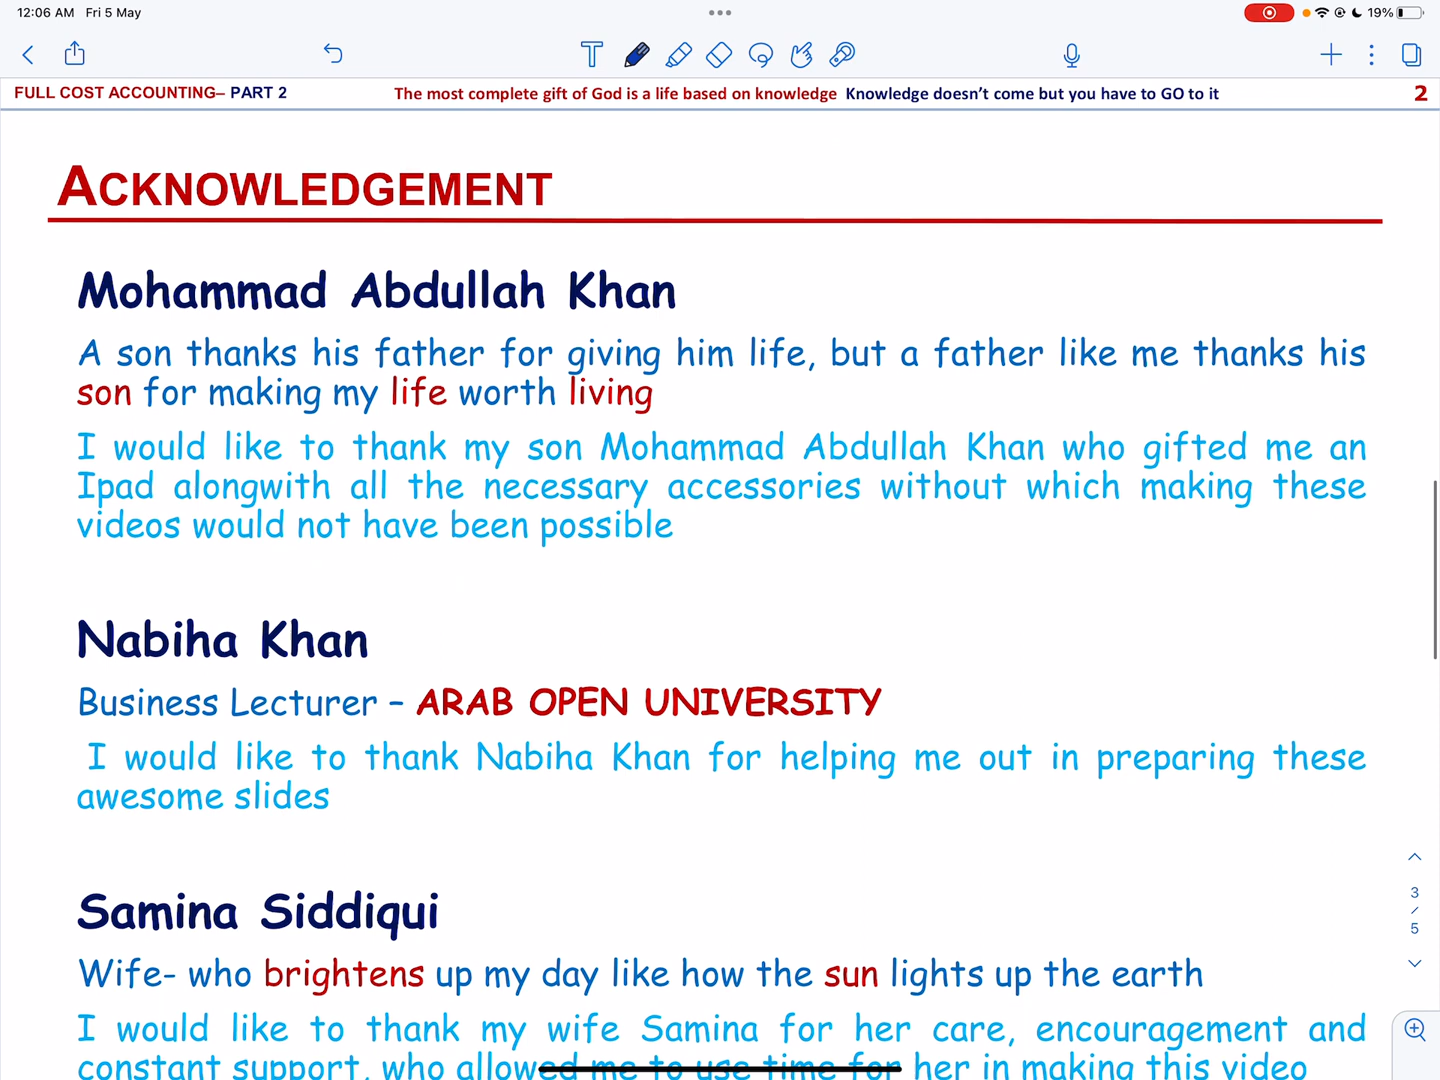 12:06 AM Fri 5 May 19%
FULL COST ACCOUNTING– PART 2 The most complete gift of God is a life based on knowledge Knowledge doesn’t come but you have to GO to it 2
ACKNOWLEDGEMENT
Mohammad Abdullah Khan
A son thanks his father for giving him life, but a father like me thanks his
son for making my life worth living
I would like to thank my son Mohammad Abdullah Khan who gifted me an
Ipad alongwith all the necessary accessories without which making these
videos would not have been possible
Nabiha Khan
Business Lecturer – ARAB OPEN UNIVERSITY
I would like to thank Nabiha Khan for helping me out in preparing these
awesome slides
Samina Siddiqui
Wife- who brightens up my day like how the sun lights up the earth
I would like to thank my wife Samina for her care, encouragement and
constant support, who allowed me to use time for her in making this video
3
/
5